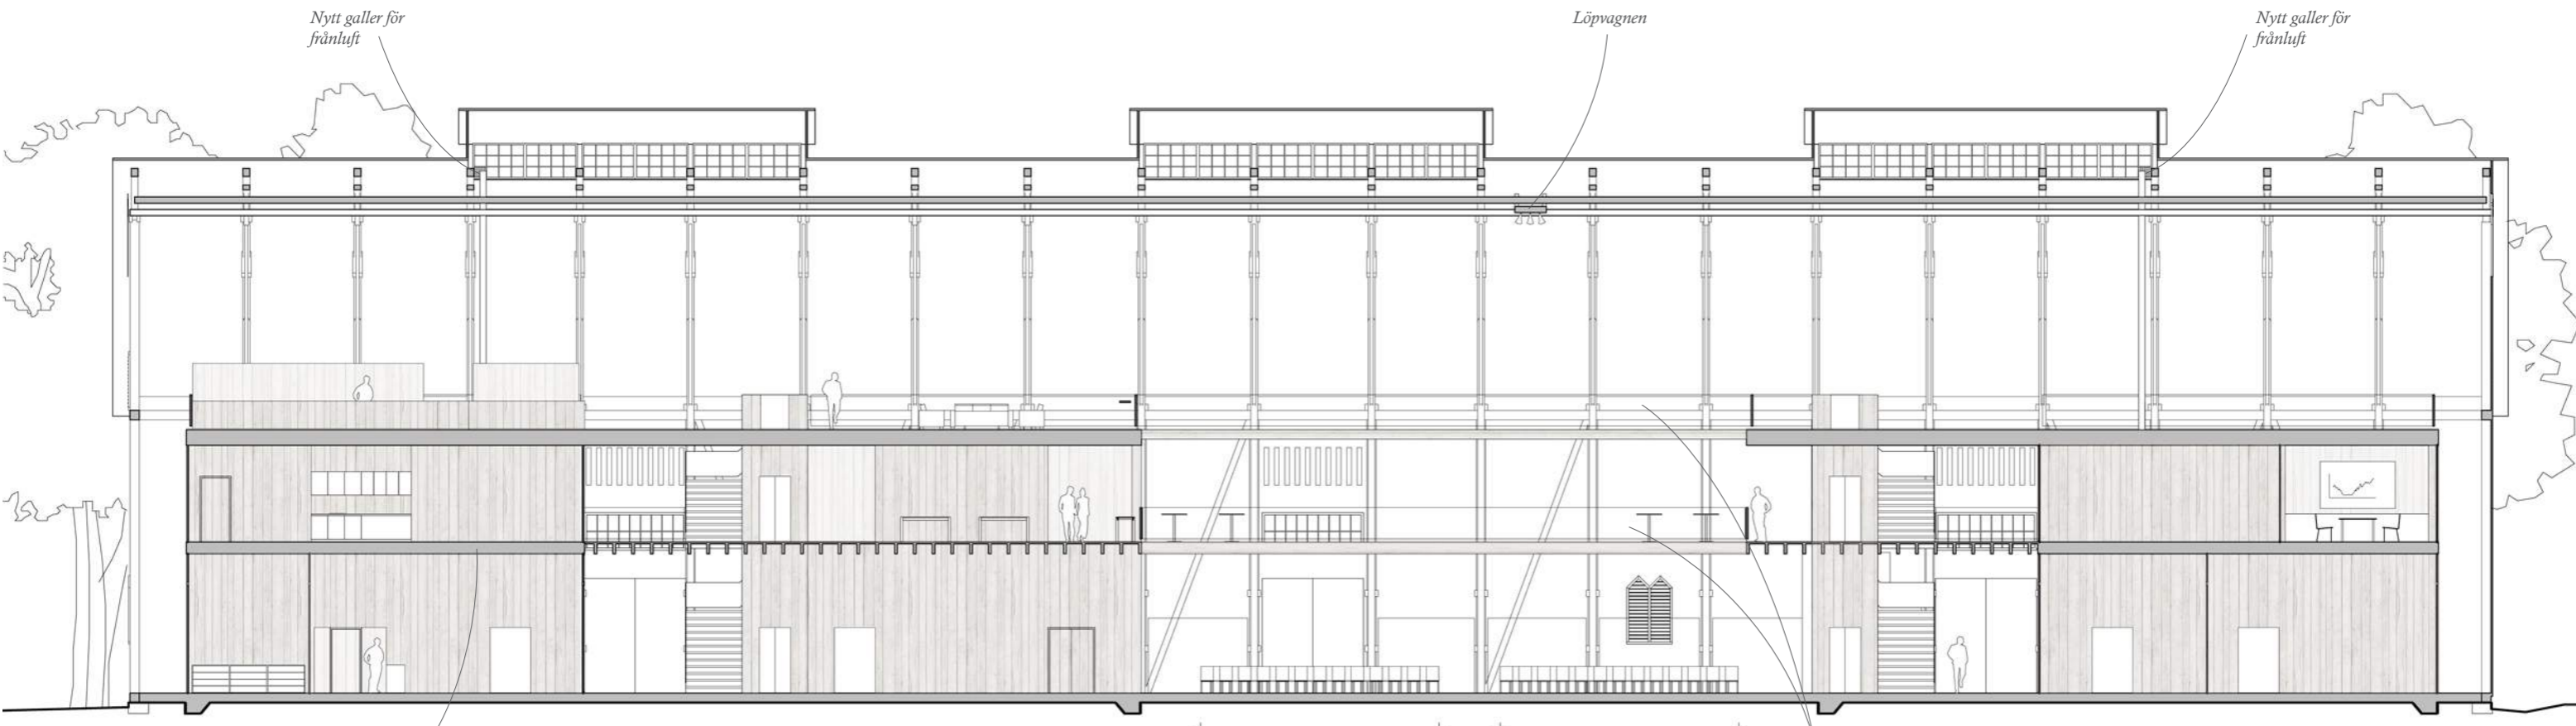 Nytt galler för
frånluft
Löpvagnen
Nytt galler för
frånluft